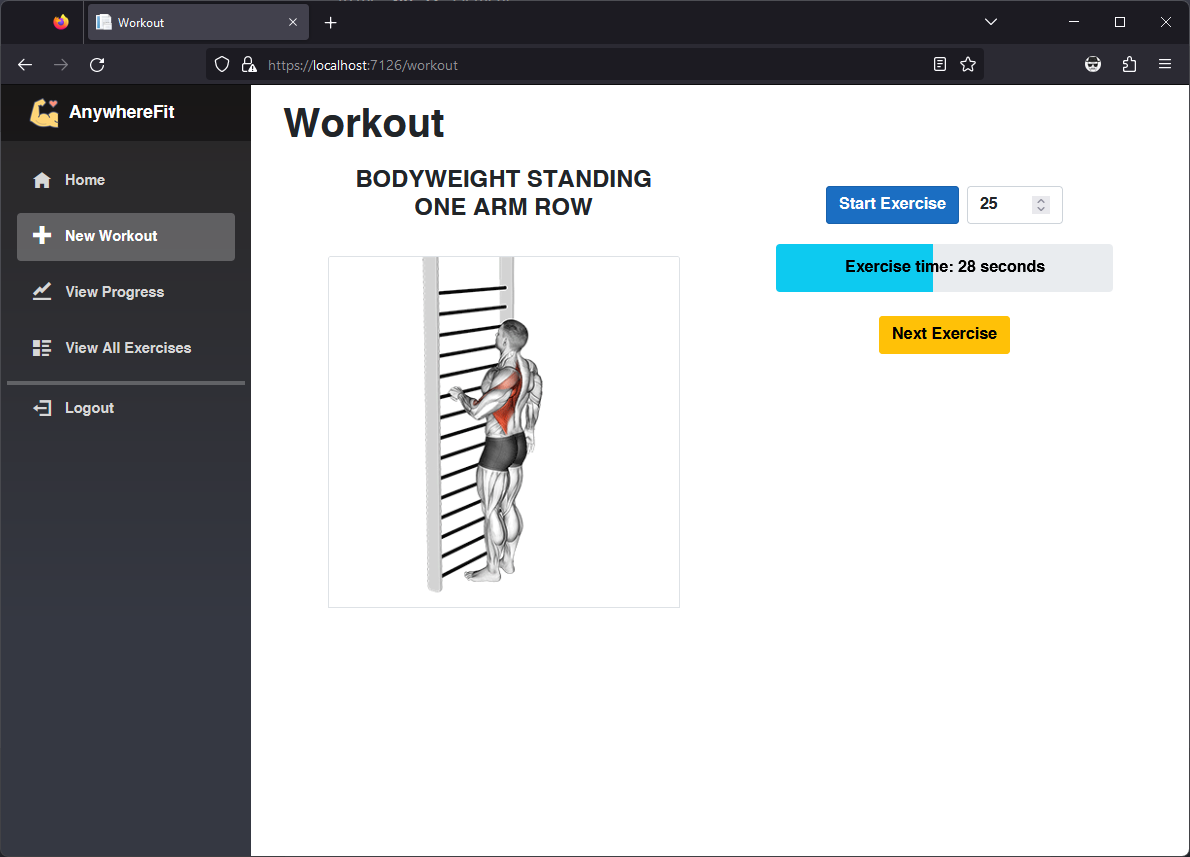 Workout
https://localhost:7126/workout
AnywhereFit
Home
New Workout
View Progress
View All Exercises
Logout
Workout
BODYWEIGHT STANDING
ONE ARM ROW
Start Exercise
25
Exercise time: 28 seconds
Next Exercise